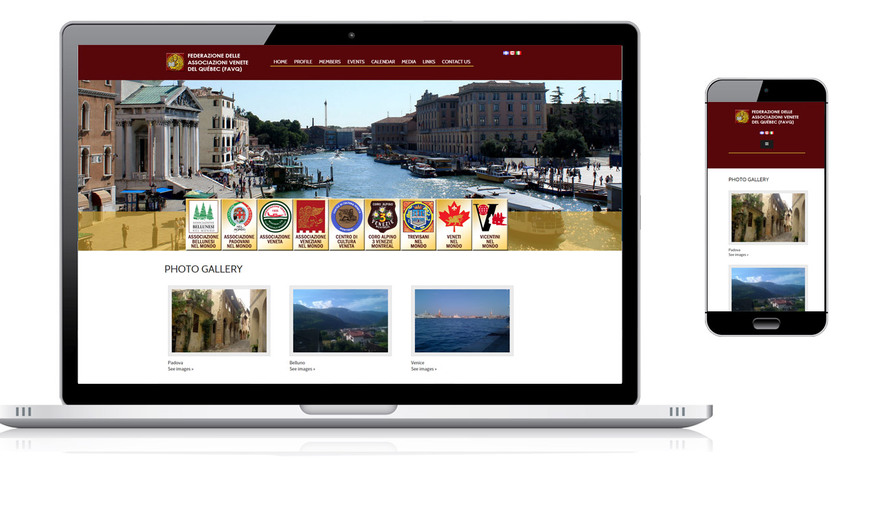 FEDERAZIONE DELLE
ASSOCIAZIONI VENETE
DEL QUÉBEC (FAVQ)
HOME PROFILE MEMBERS EVENTS CALENDAR MEDIA LINKS CONTACT US
ASSOCIAZIONE
BELLUNESI
NEL MONDO
ASSOCIAZIONE
PADOVANI
NEL MONDO
ASSOCIAZIONE
VENETA
ASSOCIAZIONE
VENEZIANI
NEL MONDO
CENTRO DI
CULTURA
VENETA
CORO ALPINO
3 VENEZIE
MONTREAL
TREVISANI
NEL
MONDO
VENETI
NEL
MONDO
VICENTINI
NEL
MONDO
PHOTO GALLERY
Padova
See images »
Belluno
See images »
Venice
See images »
FEDERAZIONE DELLE
ASSOCIAZIONI VENETE
DEL QUÉBEC (FAVQ)
PHOTO GALLERY
Padova
See images »